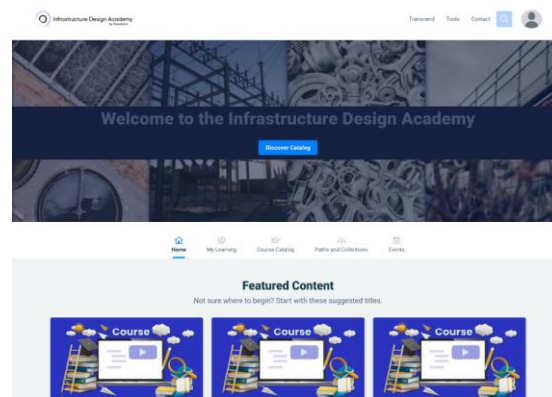 Infrastructure Design Academy
by Transcend
Transcend Tools Contact
Welcome to the Infrastructure Design Academy
Discover Catalog
Home My Learning Course Catalog Paths and Collections Events
Featured Content
Not sure where to begin? Start with these suggested titles.
Course Course Course